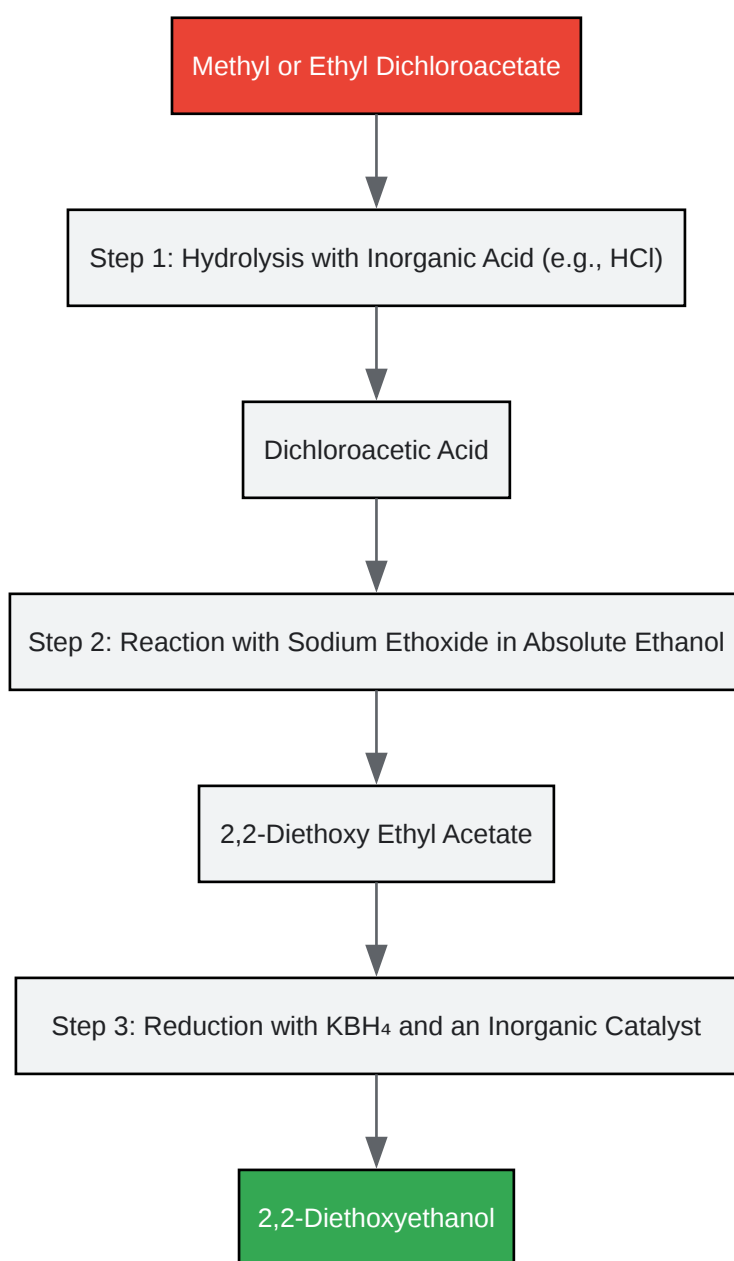 Methyl or Ethyl Dichloroacetate
Step 1: Hydrolysis with Inorganic Acid (e.g., HCl)
Dichloroacetic Acid
Step 2: Reaction with Sodium Ethoxide in Absolute Ethanol
2,2-Diethoxy Ethyl Acetate
Step 3: Reduction with KBH₄ and an Inorganic Catalyst
2,2-Diethoxyethanol